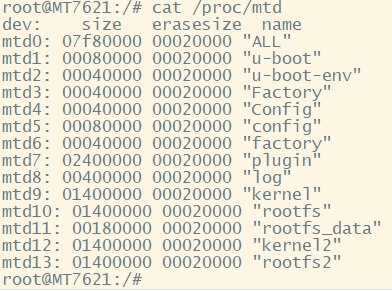 root@MT7621:/# cat /proc/mtd
dev:    size   erasesize  name
mtd0: 07f80000 00020000 "ALL"
mtd1: 00080000 00020000 "u-boot"
mtd2: 00040000 00020000 "u-boot-env"
mtd3: 00040000 00020000 "Factory"
mtd4: 00040000 00020000 "Config"
mtd5: 00080000 00020000 "config"
mtd6: 00040000 00020000 "factory"
mtd7: 02400000 00020000 "plugin"
mtd8: 00400000 00020000 "log"
mtd9: 01400000 00020000 "kernel"
mtd10: 01400000 00020000 "rootfs"
mtd11: 00180000 00020000 "rootfs_data"
mtd12: 01400000 00020000 "kernel2"
mtd13: 01400000 00020000 "rootfs2"
root@MT7621:/#